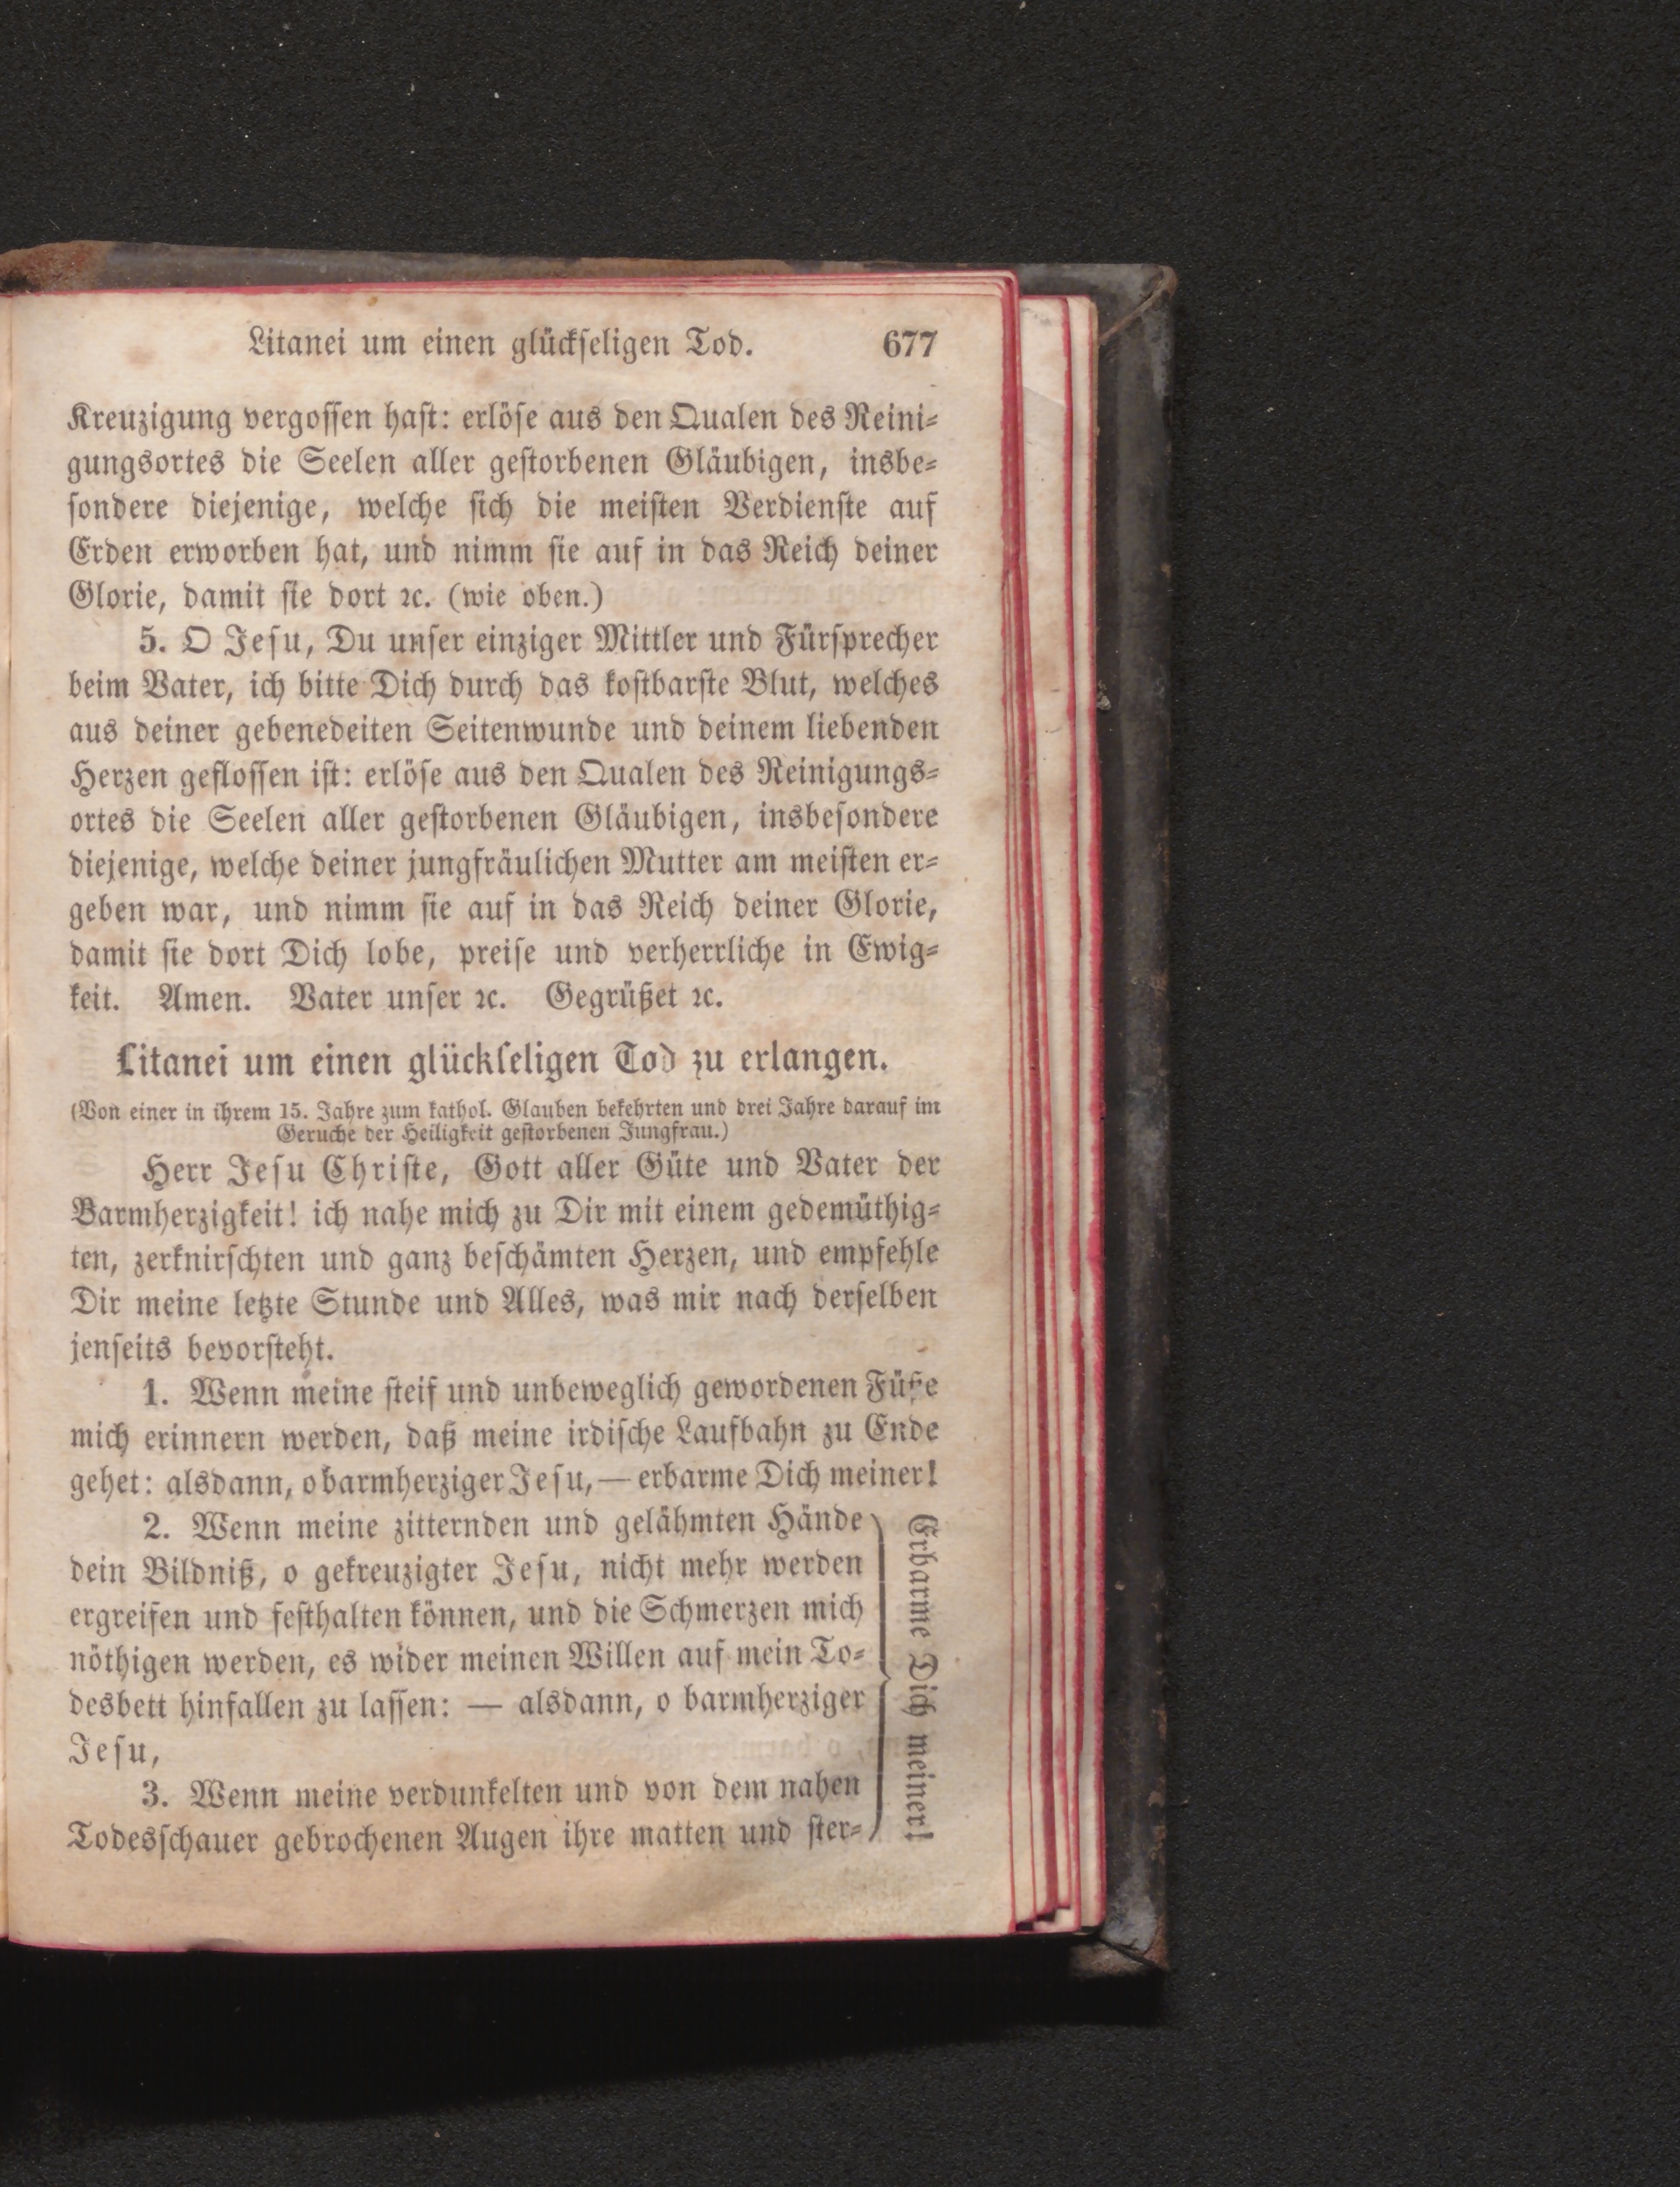 Litanei um einen glückſeligen Tod. 677
Kreuzigung vergoſſen haſt: erlöſe aus den Qualen des Reini⸗
gungsortes die Seelen aller geſtorbenen Gläubigen, insbe⸗
ſondere diejenige, welche ſich die meiſten Verdienſte auf
Erden erworben hat, und nimm ſie auf in das Reich deiner
Glorie, damit ſie dort ꝛc. (wie oben.)
5. O Jeſu, Du unſer einziger Mittler und Fürſprecher
beim Vater, ich bitte Dich durch das koſtbarſte Blut, welches
aus deiner gebenedeiten Seitenwunde und deinem liebenden
Herzen gefloſſen iſt: erlöſe aus den Qualen des Reinigungs⸗
ortes die Seelen aller geſtorbenen Gläubigen, insbeſondere
diejenige, welche deiner jungfräulichen Mutter am meiſten er⸗
geben war, und nimm ſie auf in das Reich deiner Glorie,
damit ſie dort Dich lobe, preiſe und verherrliche in Ewig⸗
keit. Amen. Vater unſer ꝛc. Gegrüßet ꝛc.
Litanei um einen glückſeligen Tod zu erlangen.
(Von einer in ihrem 15. Jahre zum kathol. Glauben bekehrten und drei Jahre darauf im
Geruche der Heiligkeit geſtorbenen Jungfrau.)
Herr Jeſu Chriſte, Gott aller Güte und Vater der
Barmherzigkeit! ich nahe mich zu Dir mit einem gedemüthig⸗
ten, zerknirſchten und ganz beſchämten Herzen, und empfehle
Dir meine letzte Stunde und Alles, was mir nach derſelben
jenſeits bevorſteht.
1. Wenn meine ſteif und unbeweglich gewordenen Füße
mich erinnern werden, daß meine irdiſche Laufbahn zu Ende
gehet: alsdann, o barmherziger Jeſu, — erbarme Dich meiner!
2. Wenn meine zitternden und gelähmten Hände
dein Bildniß, o gekreuzigter Jeſu, nicht mehr werden
ergreifen und feſthalten können, und die Schmerzen mich
nöthigen werden, es wider meinen Willen auf mein To⸗
desbett hinfallen zu laſſen: — alsdann, o barmherziger
Jeſu,
3. Wenn meine verdunkelten und von dem nahen
Todesſchauer gebrochenen Augen ihre matten und ſter⸗
Erbarme Dich meiner!